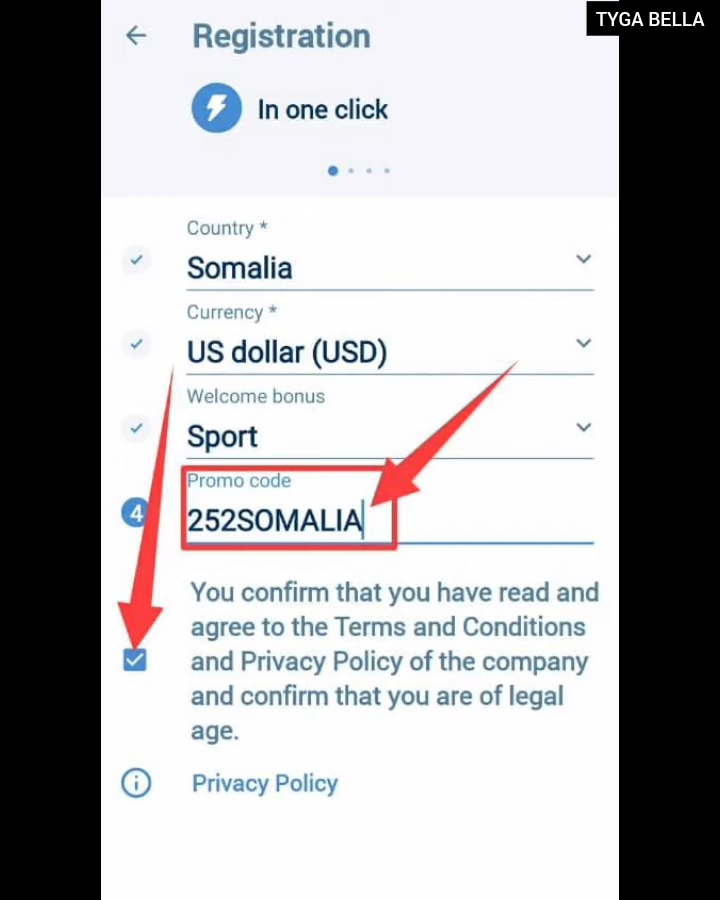 TYGA BELLA
Registration
In one click
Country *
Somalia
Currency *
US dollar (USD)
Welcome bonus
Sport
Promo code
4
252SOMALIA
You confirm that you have read and
agree to the Terms and Conditions
and Privacy Policy of the company
and confirm that you are of legal
age.
Privacy Policy